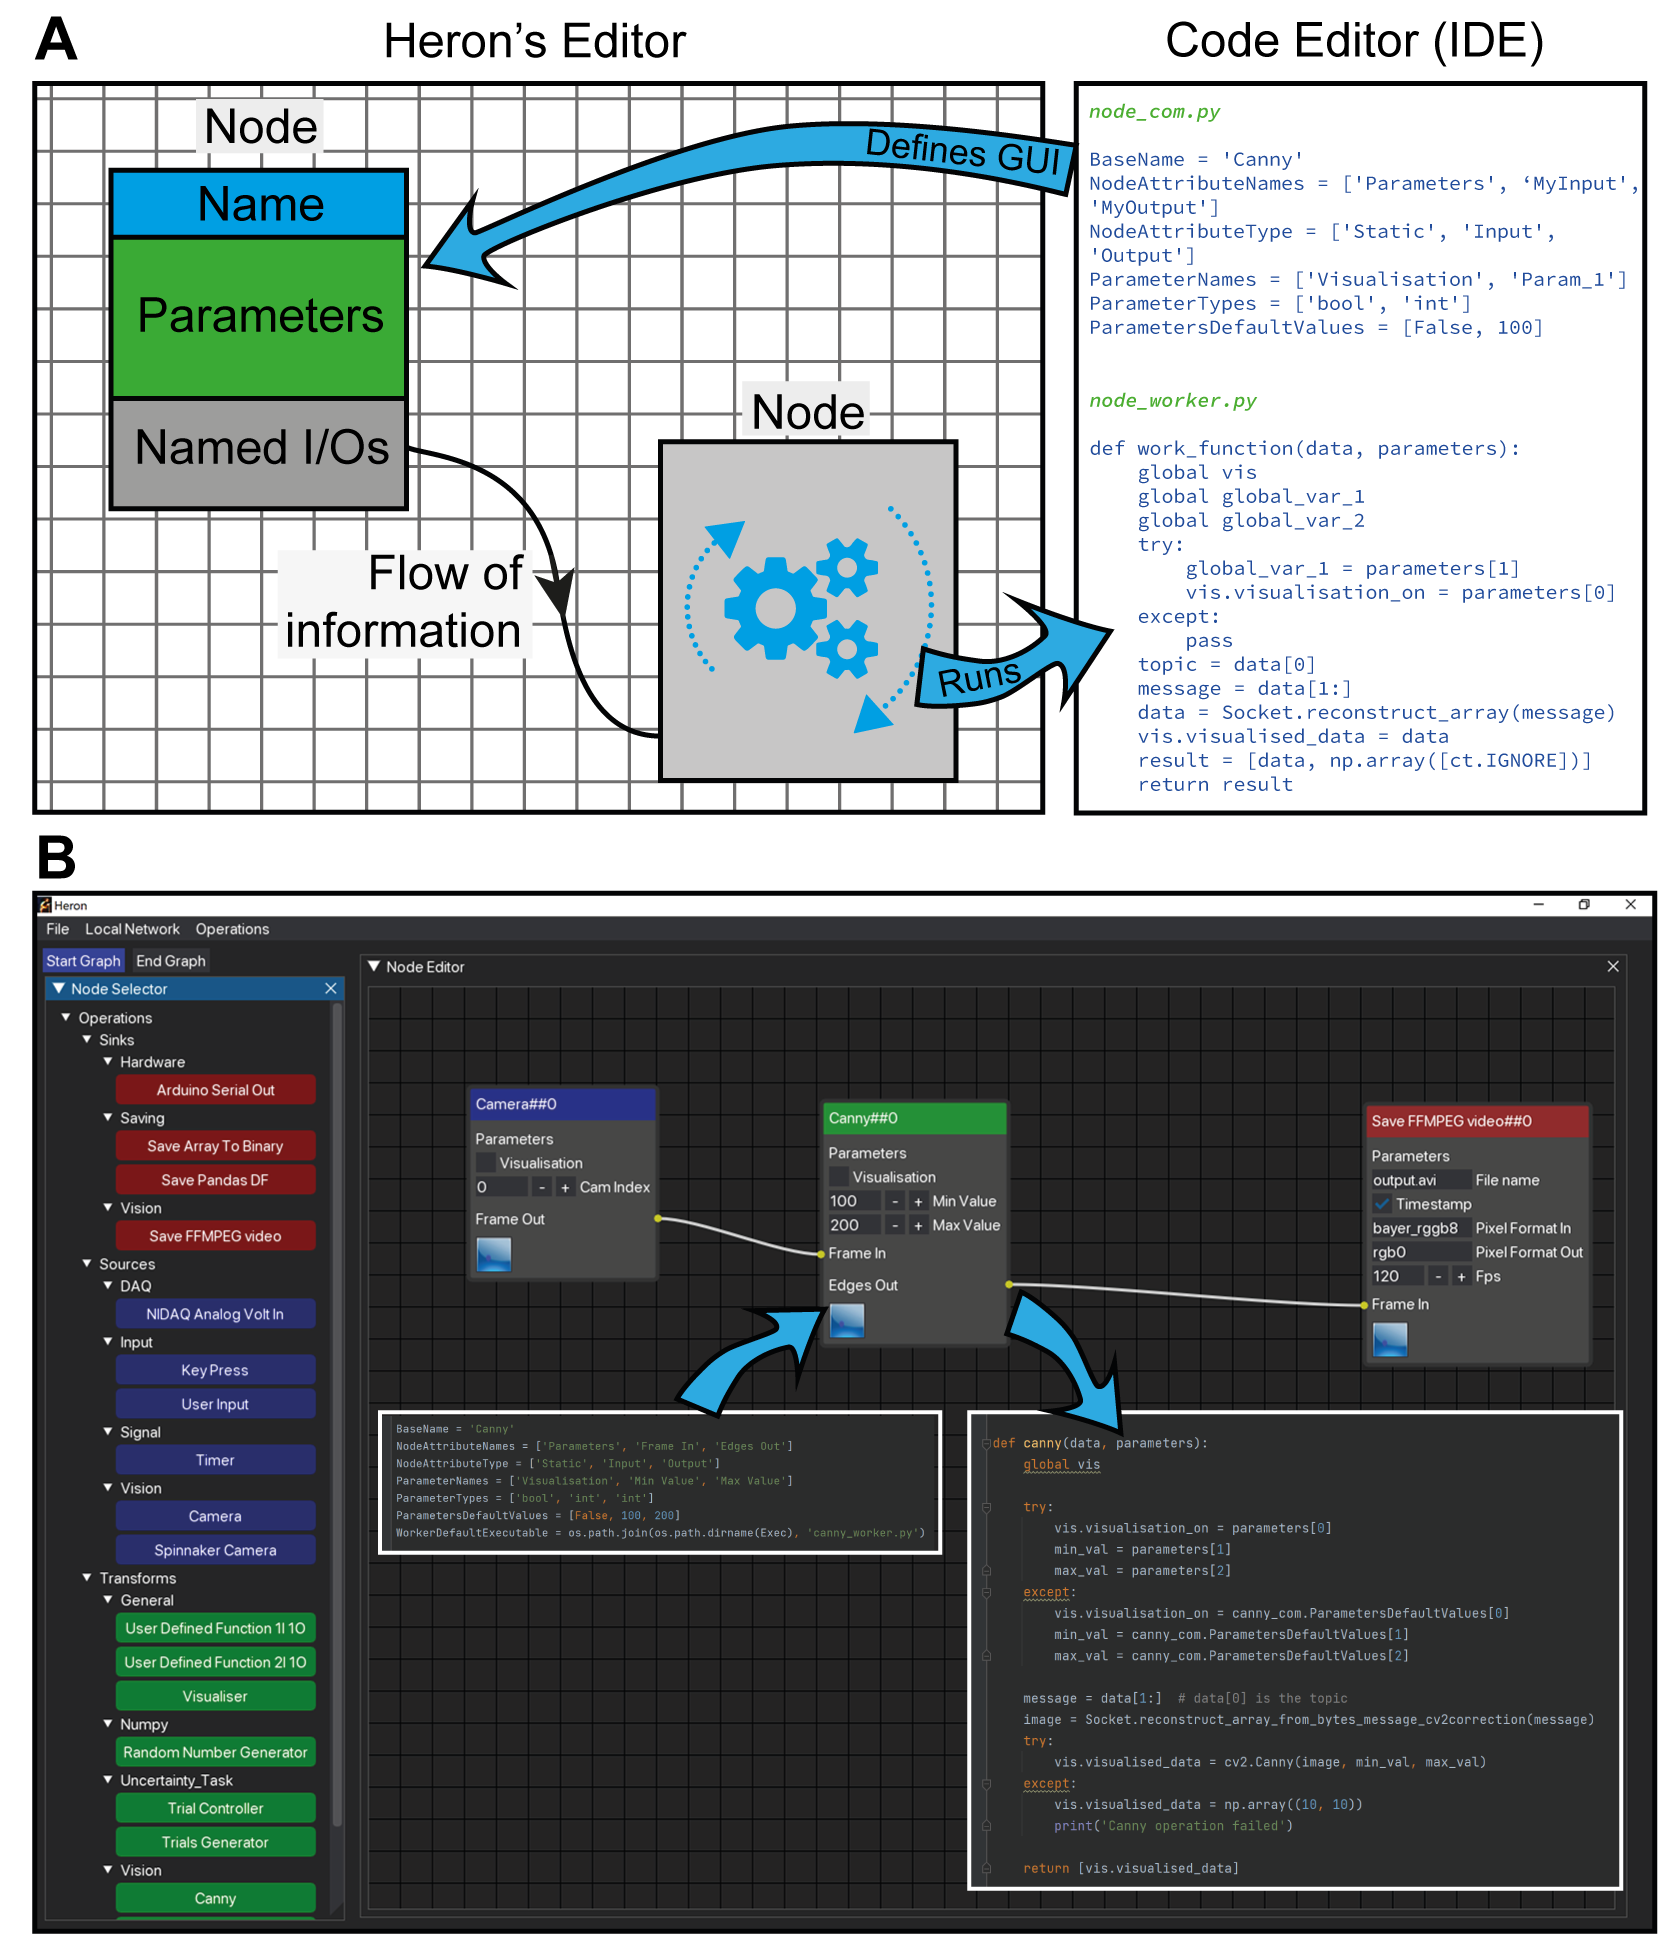 A
Heron’s Editor
Code Editor (IDE)
Node
Name
Parameters
Named I/Os
Flow of
information
Node
Defines GUI
Runs
node_com.py
BaseName = 'Canny'
NodeAttributeNames = ['Parameters', ‘MyInput',
'MyOutput']
NodeAttributeType = ['Static', 'Input',
'Output']
ParameterNames = ['Visualisation', 'Param_1']
ParameterTypes = ['bool', 'int']
ParametersDefaultValues = [False, 100]
node_worker.py
def work_function(data, parameters):
    global vis
    global global_var_1
    global global_var_2
    try:
        global_var_1 = parameters[1]
        vis.visualisation_on = parameters[0]
    except:
        pass
    topic = data[0]
    message = data[1:]
    data = Socket.reconstruct_array(message)
    vis.visualised_data = data
    result = [data, np.array([ct.IGNORE])]
    return result
B
Heron
File Local Network Operations
Start Graph End Graph
Node Selector
Operations
Sinks
Hardware
Arduino Serial Out
Saving
Save Array To Binary
Save Pandas DF
Vision
Save FFMPEG video
Sources
DAQ
NIDAQ Analog Volt In
Input
Key Press
User Input
Signal
Timer
Vision
Camera
Spinnaker Camera
Transforms
General
User Defined Function 1I 1O
User Defined Function 2I 1O
Visualiser
Numpy
Random Number Generator
Uncertainty_Task
Trial Controller
Trials Generator
Vision
Canny
Node Editor
Camera##0
Parameters
Visualisation
0 - + Cam Index
Frame Out
Canny##0
Parameters
Visualisation
100 - + Min Value
200 - + Max Value
Frame In
Edges Out
Save FFMPEG video##0
Parameters
output.avi File name
Timestamp
bayer_rggb8 Pixel Format In
rgb0 Pixel Format Out
120 - + Fps
Frame In
BaseName = 'Canny'
NodeAttributeNames = ['Parameters', 'Frame In', 'Edges Out']
NodeAttributeType = ['Static', 'Input', 'Output']
ParameterNames = ['Visualisation', 'Min Value', 'Max Value']
ParameterTypes = ['bool', 'int', 'int']
ParametersDefaultValues = [False, 100, 200]
WorkerDefaultExecutable = os.path.join(os.path.dirname(Exec), 'canny_worker.py')
def canny(data, parameters):
    global vis
    try:
        vis.visualisation_on = parameters[0]
        min_val = parameters[1]
        max_val = parameters[2]
    except:
        vis.visualisation_on = canny_com.ParametersDefaultValues[0]
        min_val = canny_com.ParametersDefaultValues[1]
        max_val = canny_com.ParametersDefaultValues[2]
    message = data[1:]  # data[0] is the topic
    image = Socket.reconstruct_array_from_bytes_message_cv2correction(message)
    try:
        vis.visualised_data = cv2.Canny(image, min_val, max_val)
    except:
        vis.visualised_data = np.array((10, 10))
        print('Canny operation failed')
    return [vis.visualised_data]